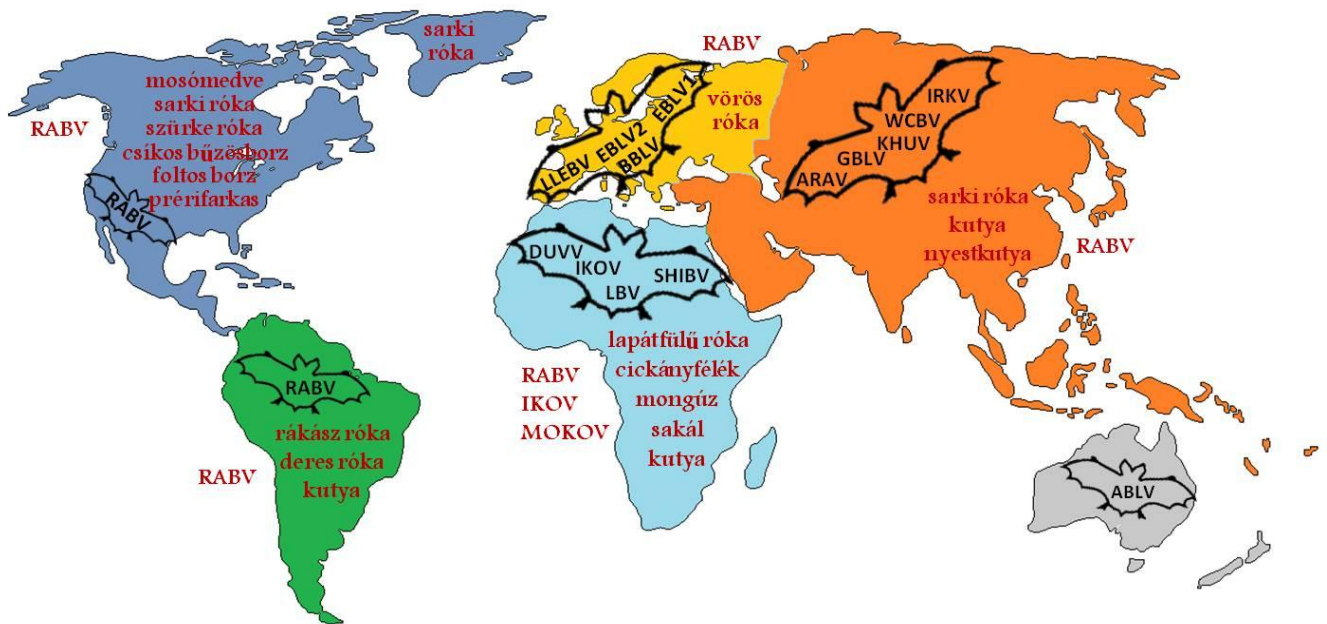 sarki
róka
mosómedve
sarki róka
szürke róka
csíkos bűzösborz
foltos borz
prérifarkas
RABV
RABV
RABV
rákász róka
deres róka
kutya
RABV
RABV
LLEBV
EBLV2
BBLV
EBLV1
vörös
róka
DUVV
IKOV
LBV
SHIBV
lapátfülű róka
cickányfélék
mongúz
sakál
kutya
RABV
IKOV
MOKOV
IRKV
WCBV
KHUV
GBLV
ARAV
sarki róka
kutya
nyestkutya
RABV
ABLV